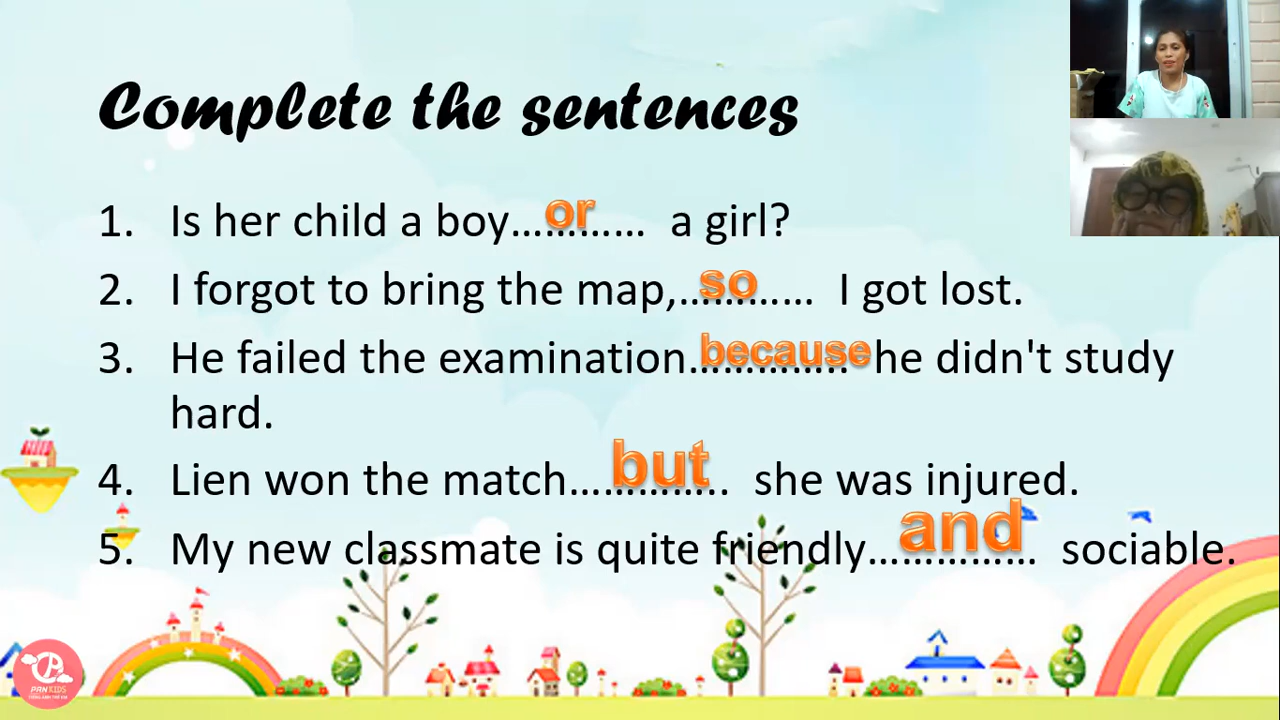 Complete the sentences
1. Is her child a boy…or……… a girl?
2. I forgot to bring the map,…so……… I got lost.
3. He failed the examination.…because……….. he didn't study
hard.
4. Lien won the match…but……….. she was injured.
5. My new classmate is quite friendly…and………… sociable.
PANKIDS